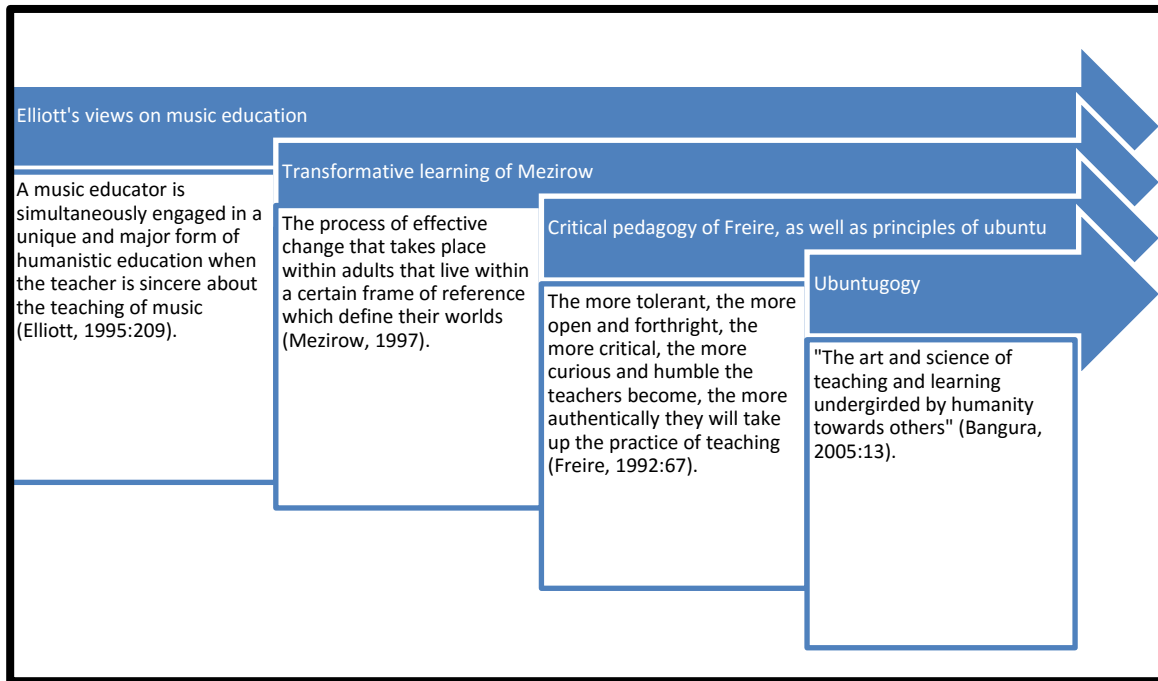 Elliott's views on music education
A music educator is
simultaneously engaged in a
unique and major form of
humanistic education when
the teacher is sincere about
the teaching of music
(Elliott, 1995:209).
Transformative learning of Mezirow
The process of effective
change that takes place
within adults that live within
a certain frame of reference
which define their worlds
(Mezirow, 1997).
Critical pedagogy of Freire, as well as principles of ubuntu
The more tolerant, the more
open and forthright, the
more critical, the more
curious and humble the
teachers become, the more
authentically they will take
up the practice of teaching
(Freire, 1992:67).
Ubuntugogy
"The art and science of
teaching and learning
undergirded by humanity
towards others" (Bangura,
2005:13).